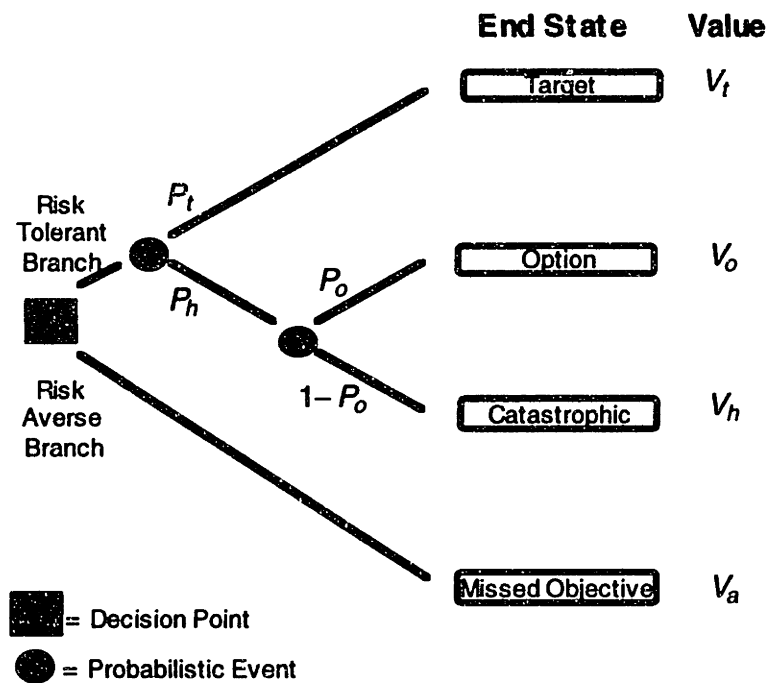 End State Value
Target V_t
P_t
Risk
Tolerant
Branch
Option V_o
P_o
P_h
1– P_o
Catastrophic V_h
Risk
Averse
Branch
Missed Objective V_a
= Decision Point
= Probabilistic Event